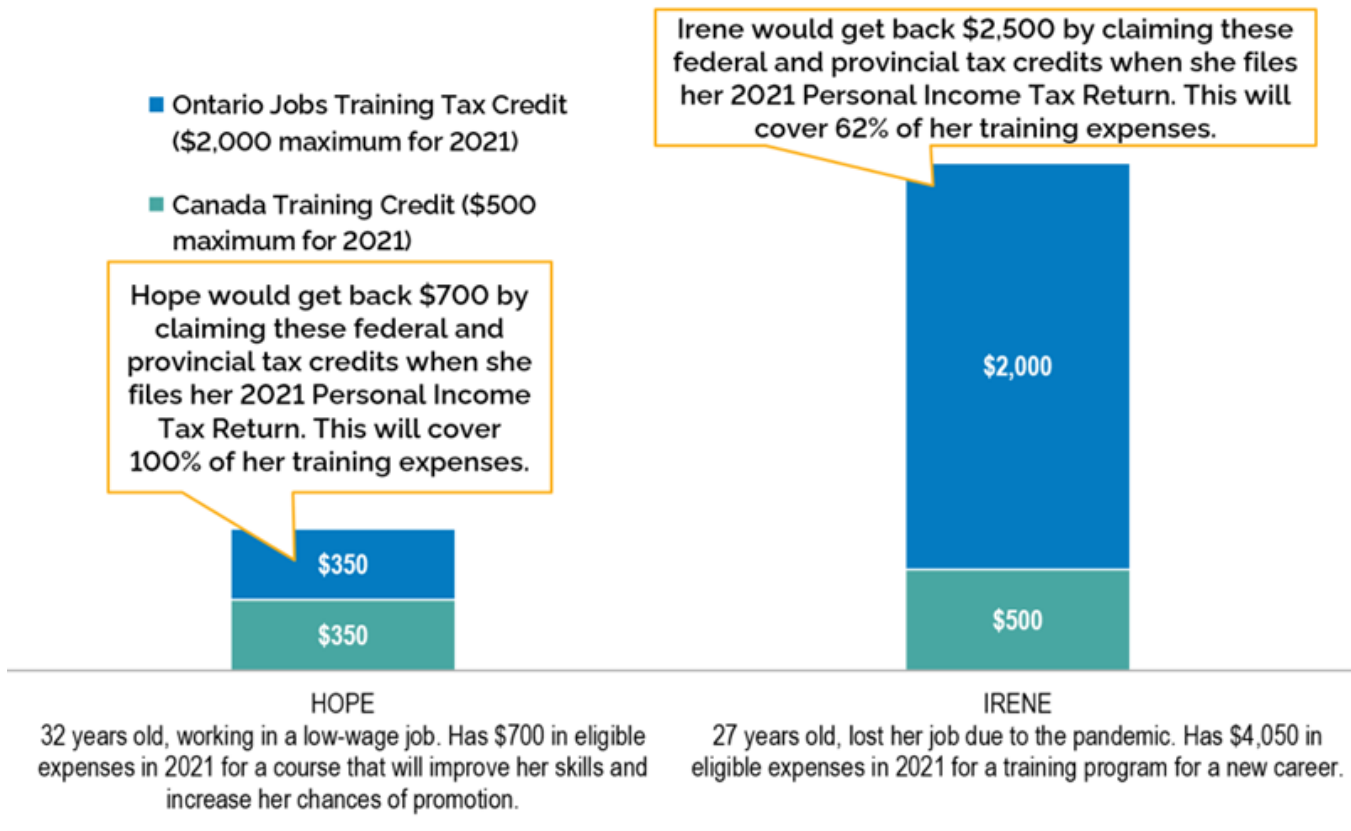 Irene would get back $2,500 by claiming these
federal and provincial tax credits when she files
her 2021 Personal Income Tax Return. This will
cover 62% of her training expenses.
Ontario Jobs Training Tax Credit
($2,000 maximum for 2021)
Canada Training Credit ($500
maximum for 2021)
Hope would get back $700 by
claiming these federal and
provincial tax credits when she
files her 2021 Personal Income
Tax Return. This will cover
100% of her training expenses.
$350
$350
$2,000
$500
HOPE
32 years old, working in a low-wage job. Has $700 in eligible
expenses in 2021 for a course that will improve her skills and
increase her chances of promotion.
IRENE
27 years old, lost her job due to the pandemic. Has $4,050 in
eligible expenses in 2021 for a training program for a new career.